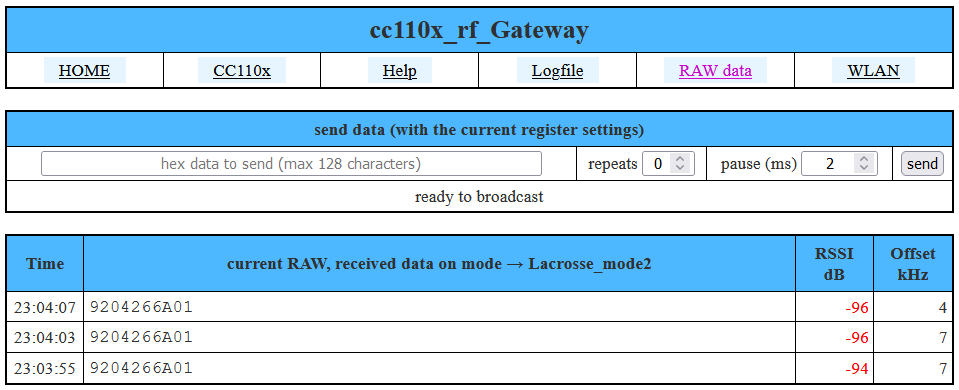 cc110x_rf_Gateway
HOME CC110x Help Logfile RAW data WLAN
send data (with the current register settings)
hex data to send (max 128 characters) repeats 0 pause (ms) 2 send
ready to broadcast
Time current RAW, received data on mode → Lacrosse_mode2 RSSI dB Offset kHz
23:04:07 9204266A01 -96 4
23:04:03 9204266A01 -96 7
23:03:55 9204266A01 -94 7